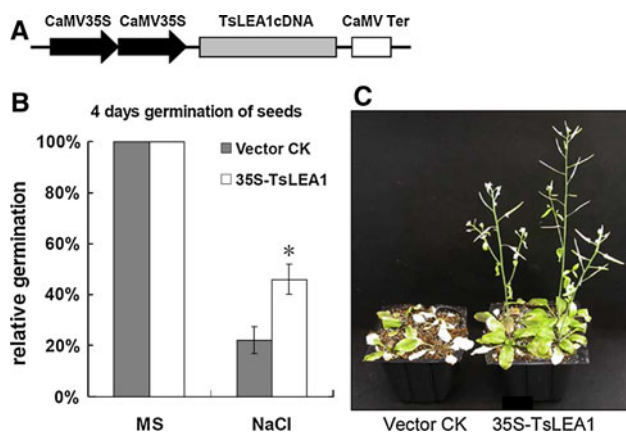 A
CaMV35S CaMV35S TsLEA1cDNA CaMV Ter
B
4 days germination of seeds
100%
80%
60%
40%
20%
0%
relative germination
Vector CK
35S-TsLEA1
*
MS NaCl
C
Vector CK 35S-TsLEA1